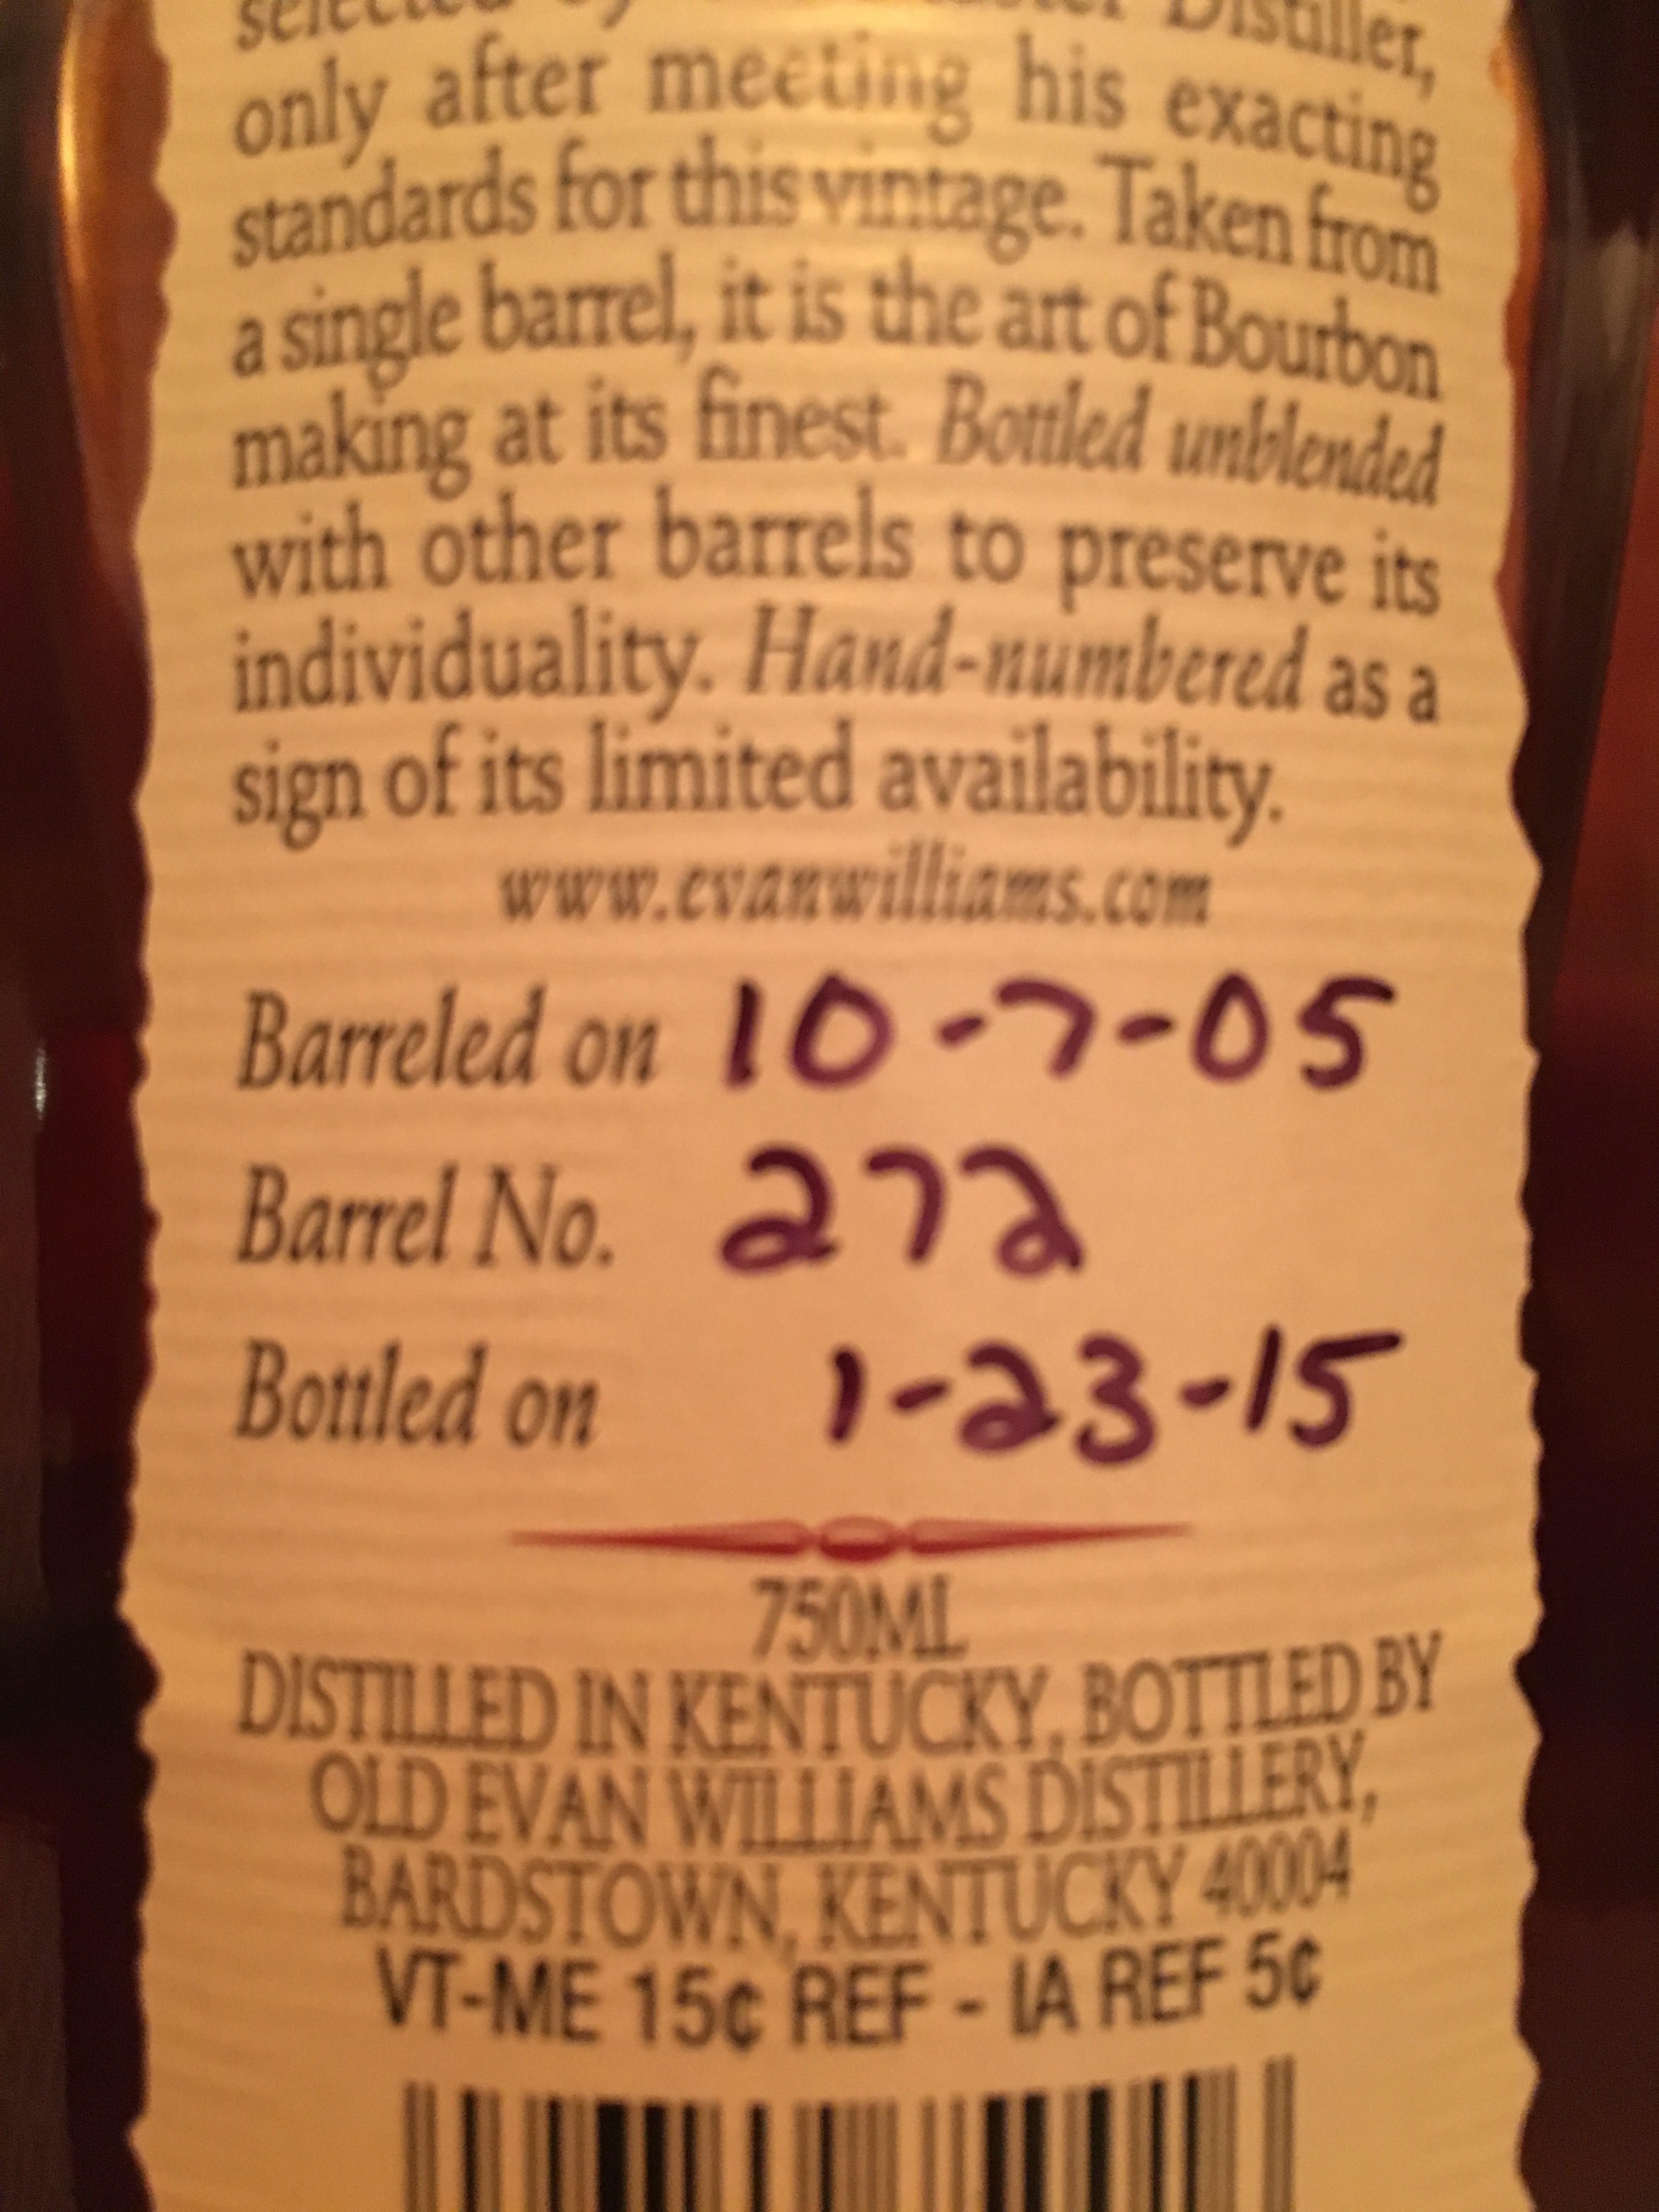 selected by Distiller,
only after meeting his exacting
standards for this vintage. Taken from
a single barrel, it is the art of Bourbon
making at its finest. Bottled unblended
with other barrels to preserve its
individuality. Hand-numbered as a
sign of its limited availability.
www.evanwilliams.com
Barreled on 10-7-05
Barrel No. 272
Bottled on 1-23-15
750ML
DISTILLED IN KENTUCKY, BOTTLED BY
OLD EVAN WILLIAMS DISTILLERY,
BARDSTOWN, KENTUCKY 40004
VT-ME 15¢ REF - IA REF 5¢